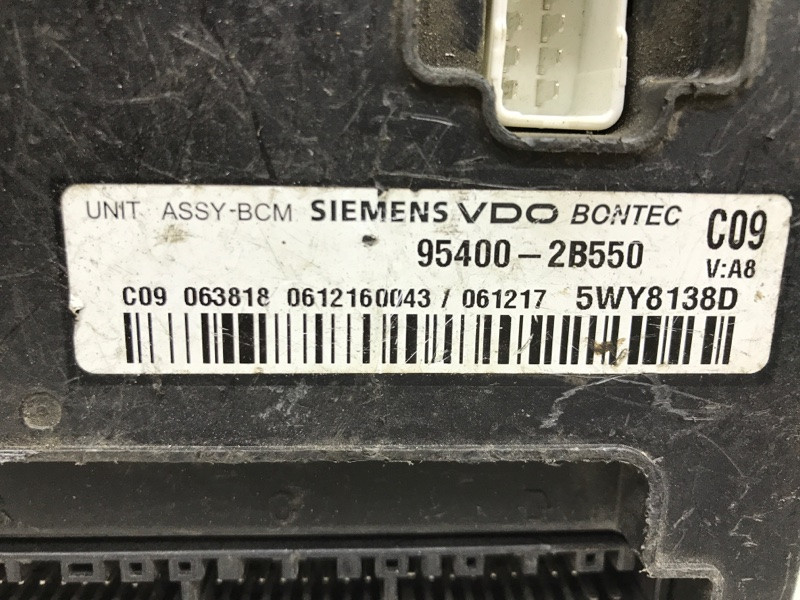 UNIT ASSY-BCM SIEMENS VDO BONTEC C09
95400-2B550 V:A8
C09 063818 0612160043 / 061217 5WY8138D